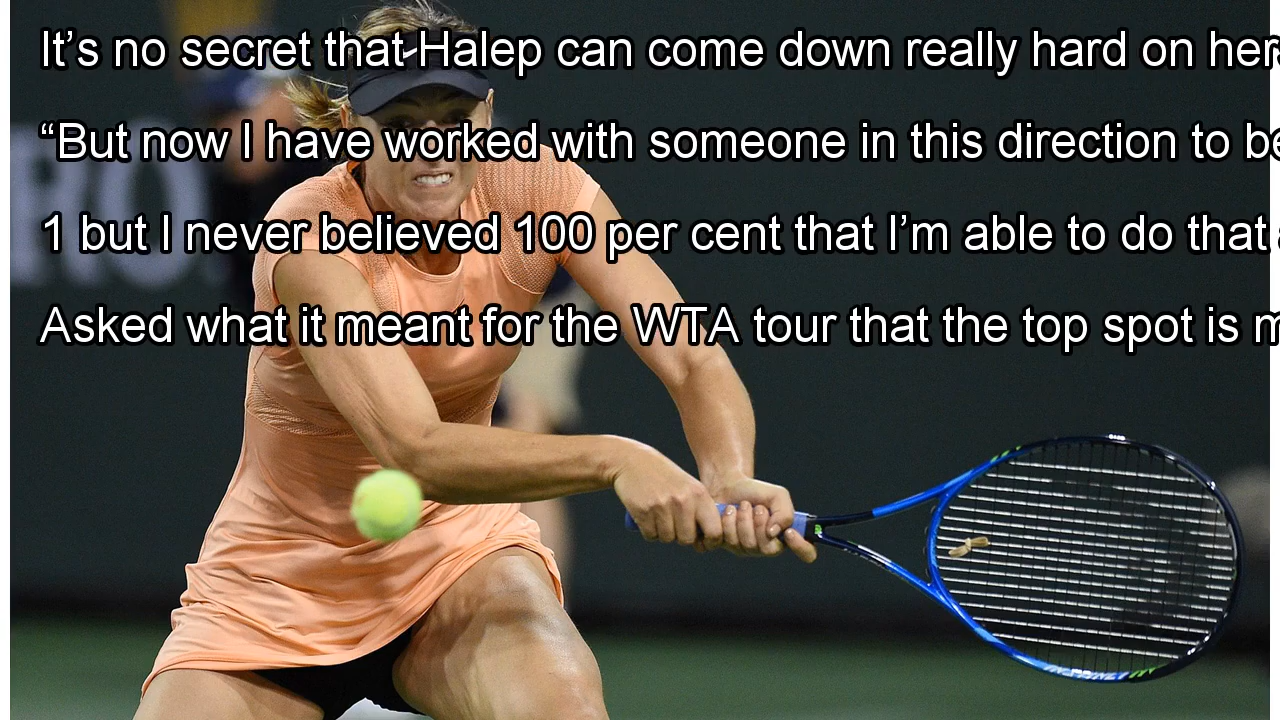 It’s no secret that Halep can come down really hard on
“But now I have worked with someone in this direction to
1 but I never believed 100 per cent that I’m able to do that
Asked what it meant for the WTA tour that the top spot is